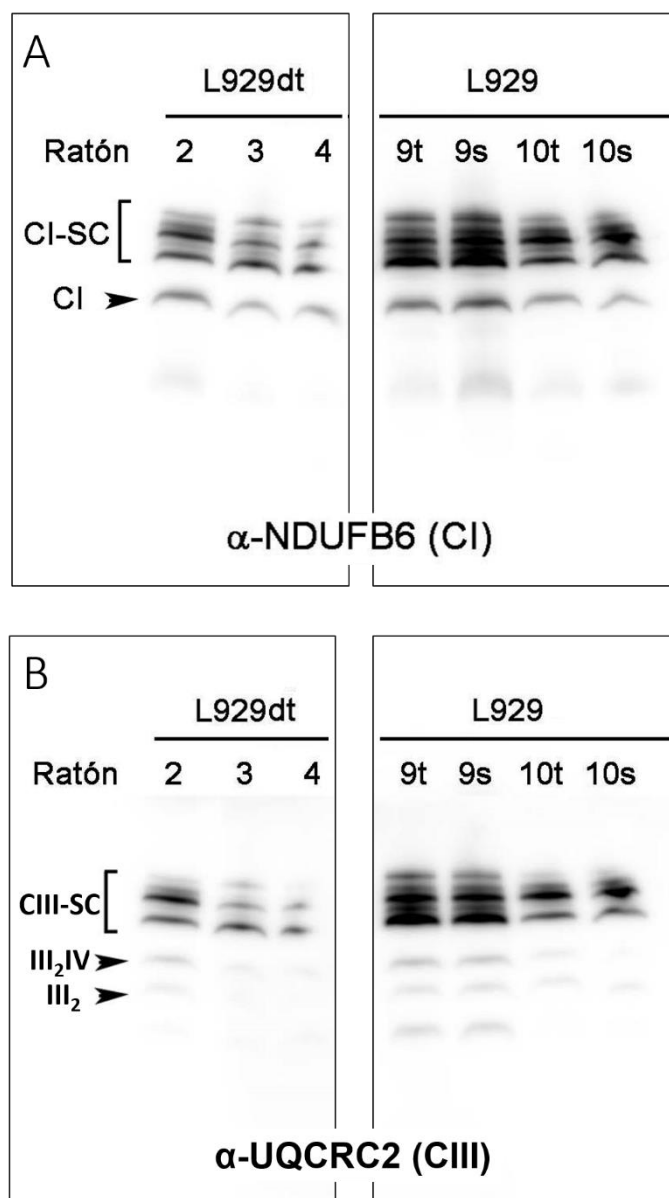 A
L929dt L929
Ratón 2 3 4 9t 9s 10t 10s
CI-SC
CI
α-NDUFB6 (CI)
B
L929dt L929
Ratón 2 3 4 9t 9s 10t 10s
CIII-SC
III₂IV
III₂
α-UQCRC2 (CIII)